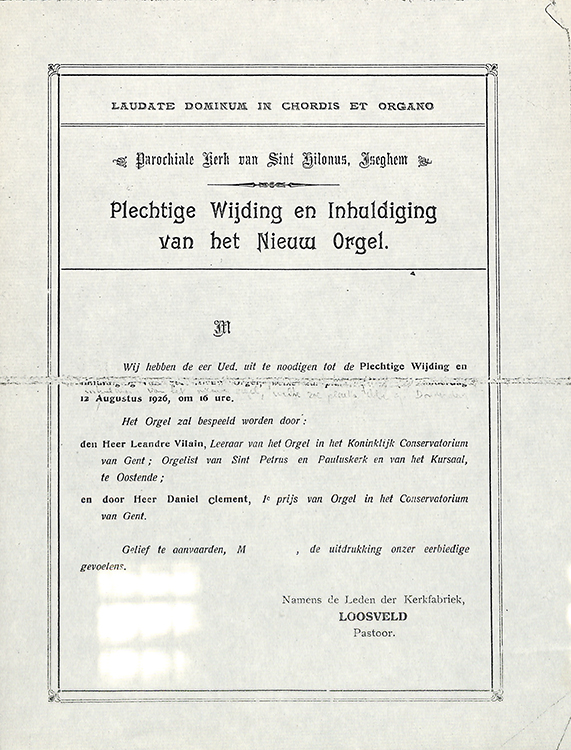 LAUDATE DOMINUM IN CHORDIS ET ORGANO
Parochiale Kerk van Sint Hilonus, Iseghem
Plechtige Wijding en Inhuldiging
van het Nieuw Orgel.
M
Wij hebben de eer Ued. uit te noodigen tot de Plechtige Wijding en
12 Augustus 1926, om 16 ure.
Het Orgel zal bespeeld worden door:
den Heer Leandre Vilain, Leeraar van het Orgel in het Koninklijk Conservatorium
van Gent; Orgelist van Sint Petrus en Pauluskerk en van het Kursaal,
te Oostende;
en door Heer Daniel Clement, 1e prijs van Orgel in het Conservatorium
van Gent.
Gelief te aanvaarden, M , de uitdrukking onzer eerbiedige
gevoelens.
Namens de Leden der Kerkfabriek,
LOOSVELD
Pastoor.